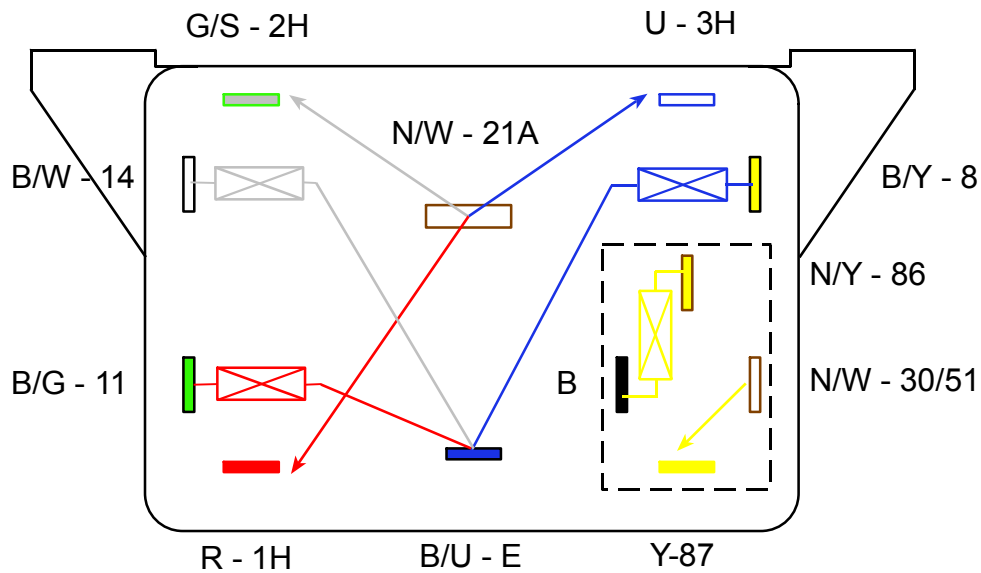 G/S - 2H
U - 3H
N/W - 21A
B/W - 14
B/Y - 8
N/Y - 86
B/G - 11
B
N/W - 30/51
R - 1H
B/U - E
Y-87